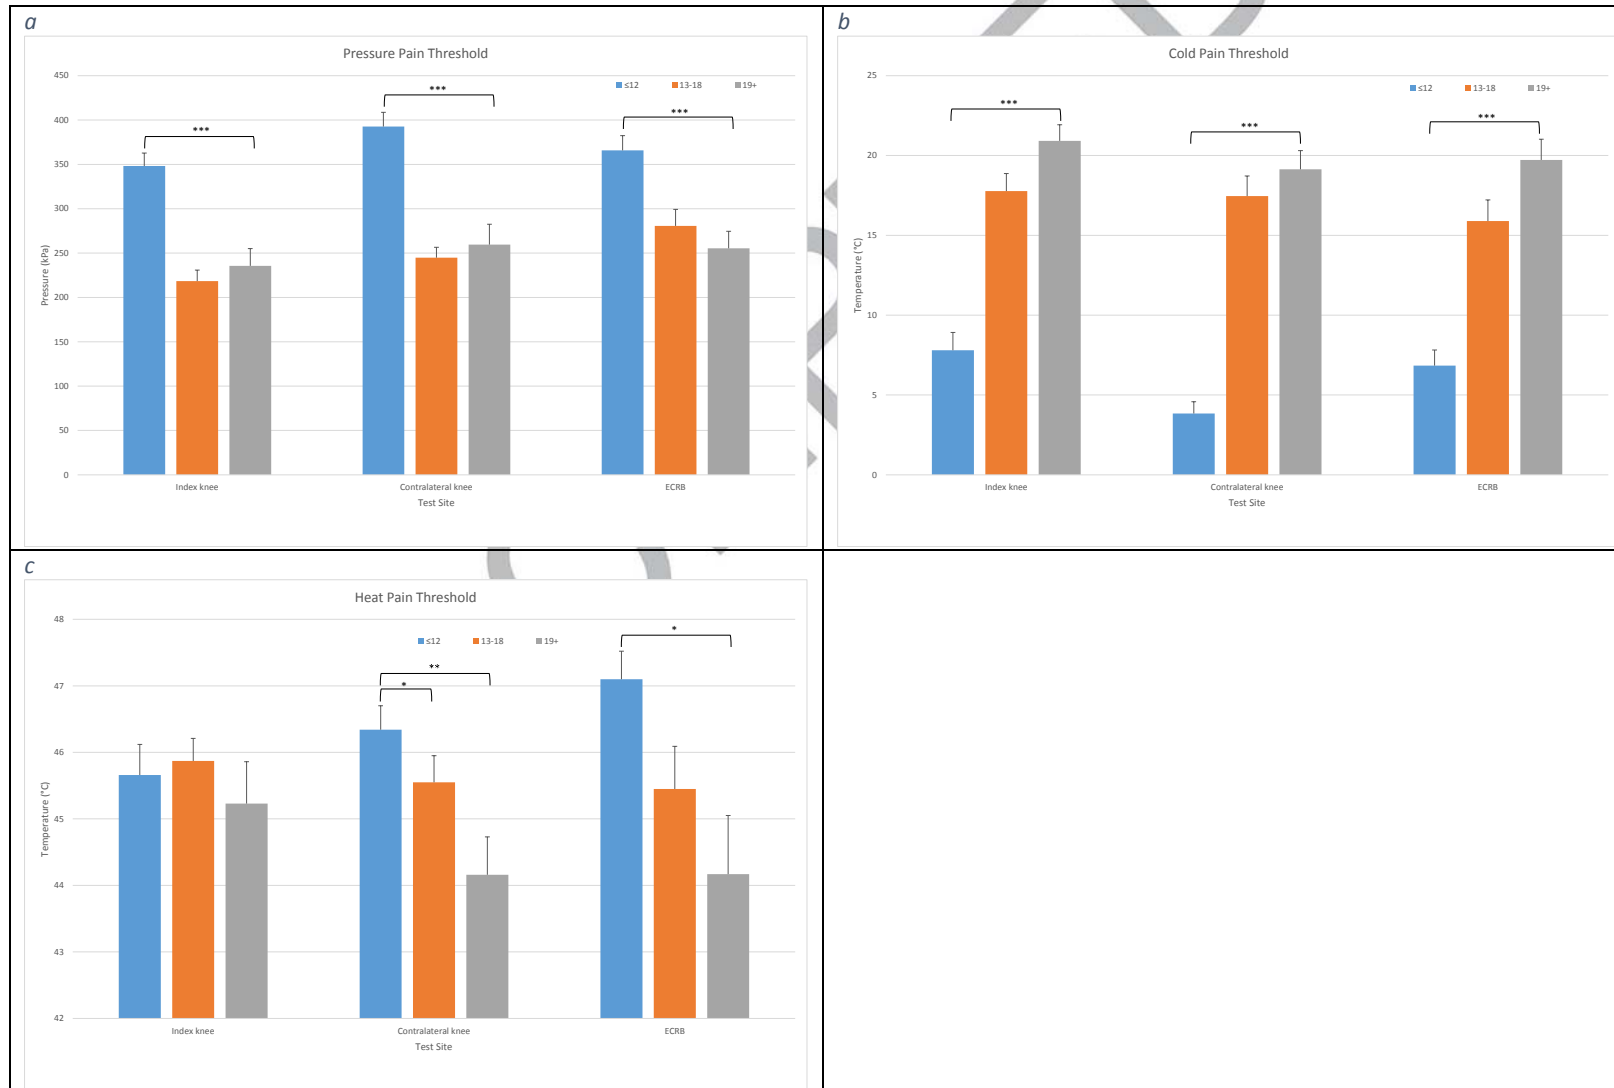 a
Pressure Pain Threshold
≤12 13-18 19+
450
400
350
300
250
200
150
100
50
0
Pressure (kPa)
***
***
***
Index knee Contralateral knee ECRB
Test Site
b
Cold Pain Threshold
≤12 13-18 19+
25
20
15
10
5
0
Temperature (°C)
***
***
***
Index knee Contralateral knee ECRB
Test Site
c
Heat Pain Threshold
≤12 13-18 19+
48
47
46
45
44
43
42
Temperature (°C)
**
*
*
Index knee Contralateral knee ECRB
Test Site